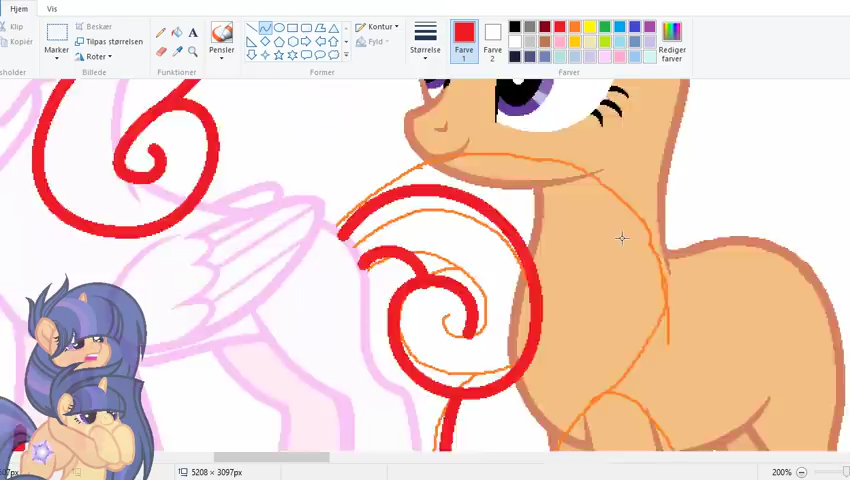 Hjem Vis
Klip
Kopiér
Marker
Beskær
Tilpas størrelsen
Roter
Billede
A
Funktioner
Pensler
Kontur
Fyld
Former
Størrelse
Farve
1
Farve
2
Rediger
farver
Farver
5208 × 3097px
200%